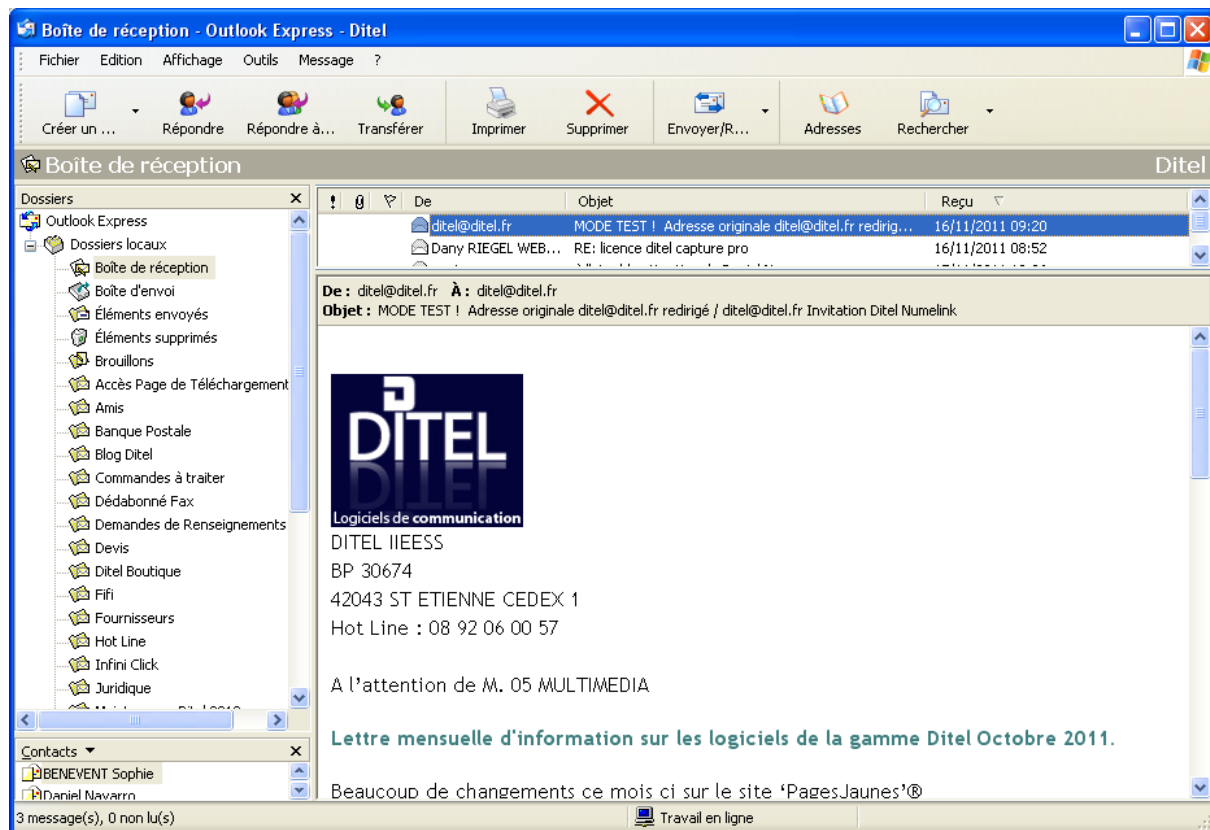 Boîte de réception - Outlook Express - Ditel
Fichier Edition Affichage Outils Message ?
Créer un ... Répondre Répondre à... Transférer Imprimer Supprimer Envoyer/R... Adresses Rechercher
Boîte de réception Ditel
Dossiers
Outlook Express
Dossiers locaux
Boîte de réception
Boîte d'envoi
Éléments envoyés
Éléments supprimés
Brouillons
Accès Page de Téléchargement
Amis
Banque Postale
Blog Ditel
Commandes à traiter
Dédabonné Fax
Demandes de Renseignements
Devis
Ditel Boutique
Fifi
Fournisseurs
Hot Line
Infini Click
Juridique
Contacts
BENEVENT Sophie
Daniel Navarro
! De Objet Reçu
ditel@ditel.fr MODE TEST ! Adresse originale ditel@ditel.fr redirig... 16/11/2011 09:20
Dany RIEGEL WEB... RE: licence ditel capture pro 16/11/2011 08:52
De : ditel@ditel.fr À : ditel@ditel.fr
Objet : MODE TEST ! Adresse originale ditel@ditel.fr redirigé / ditel@ditel.fr Invitation Ditel Numelink
DITEL
Logiciels de communication
DITEL IIEESS
BP 30674
42043 ST ETIENNE CEDEX 1
Hot Line : 08 92 06 00 57
A l'attention de M. 05 MULTIMEDIA
Lettre mensuelle d'information sur les logiciels de la gamme Ditel Octobre 2011.
Beaucoup de changements ce mois ci sur le site ‘PagesJaunes’®
3 message(s), 0 non lu(s) Travail en ligne